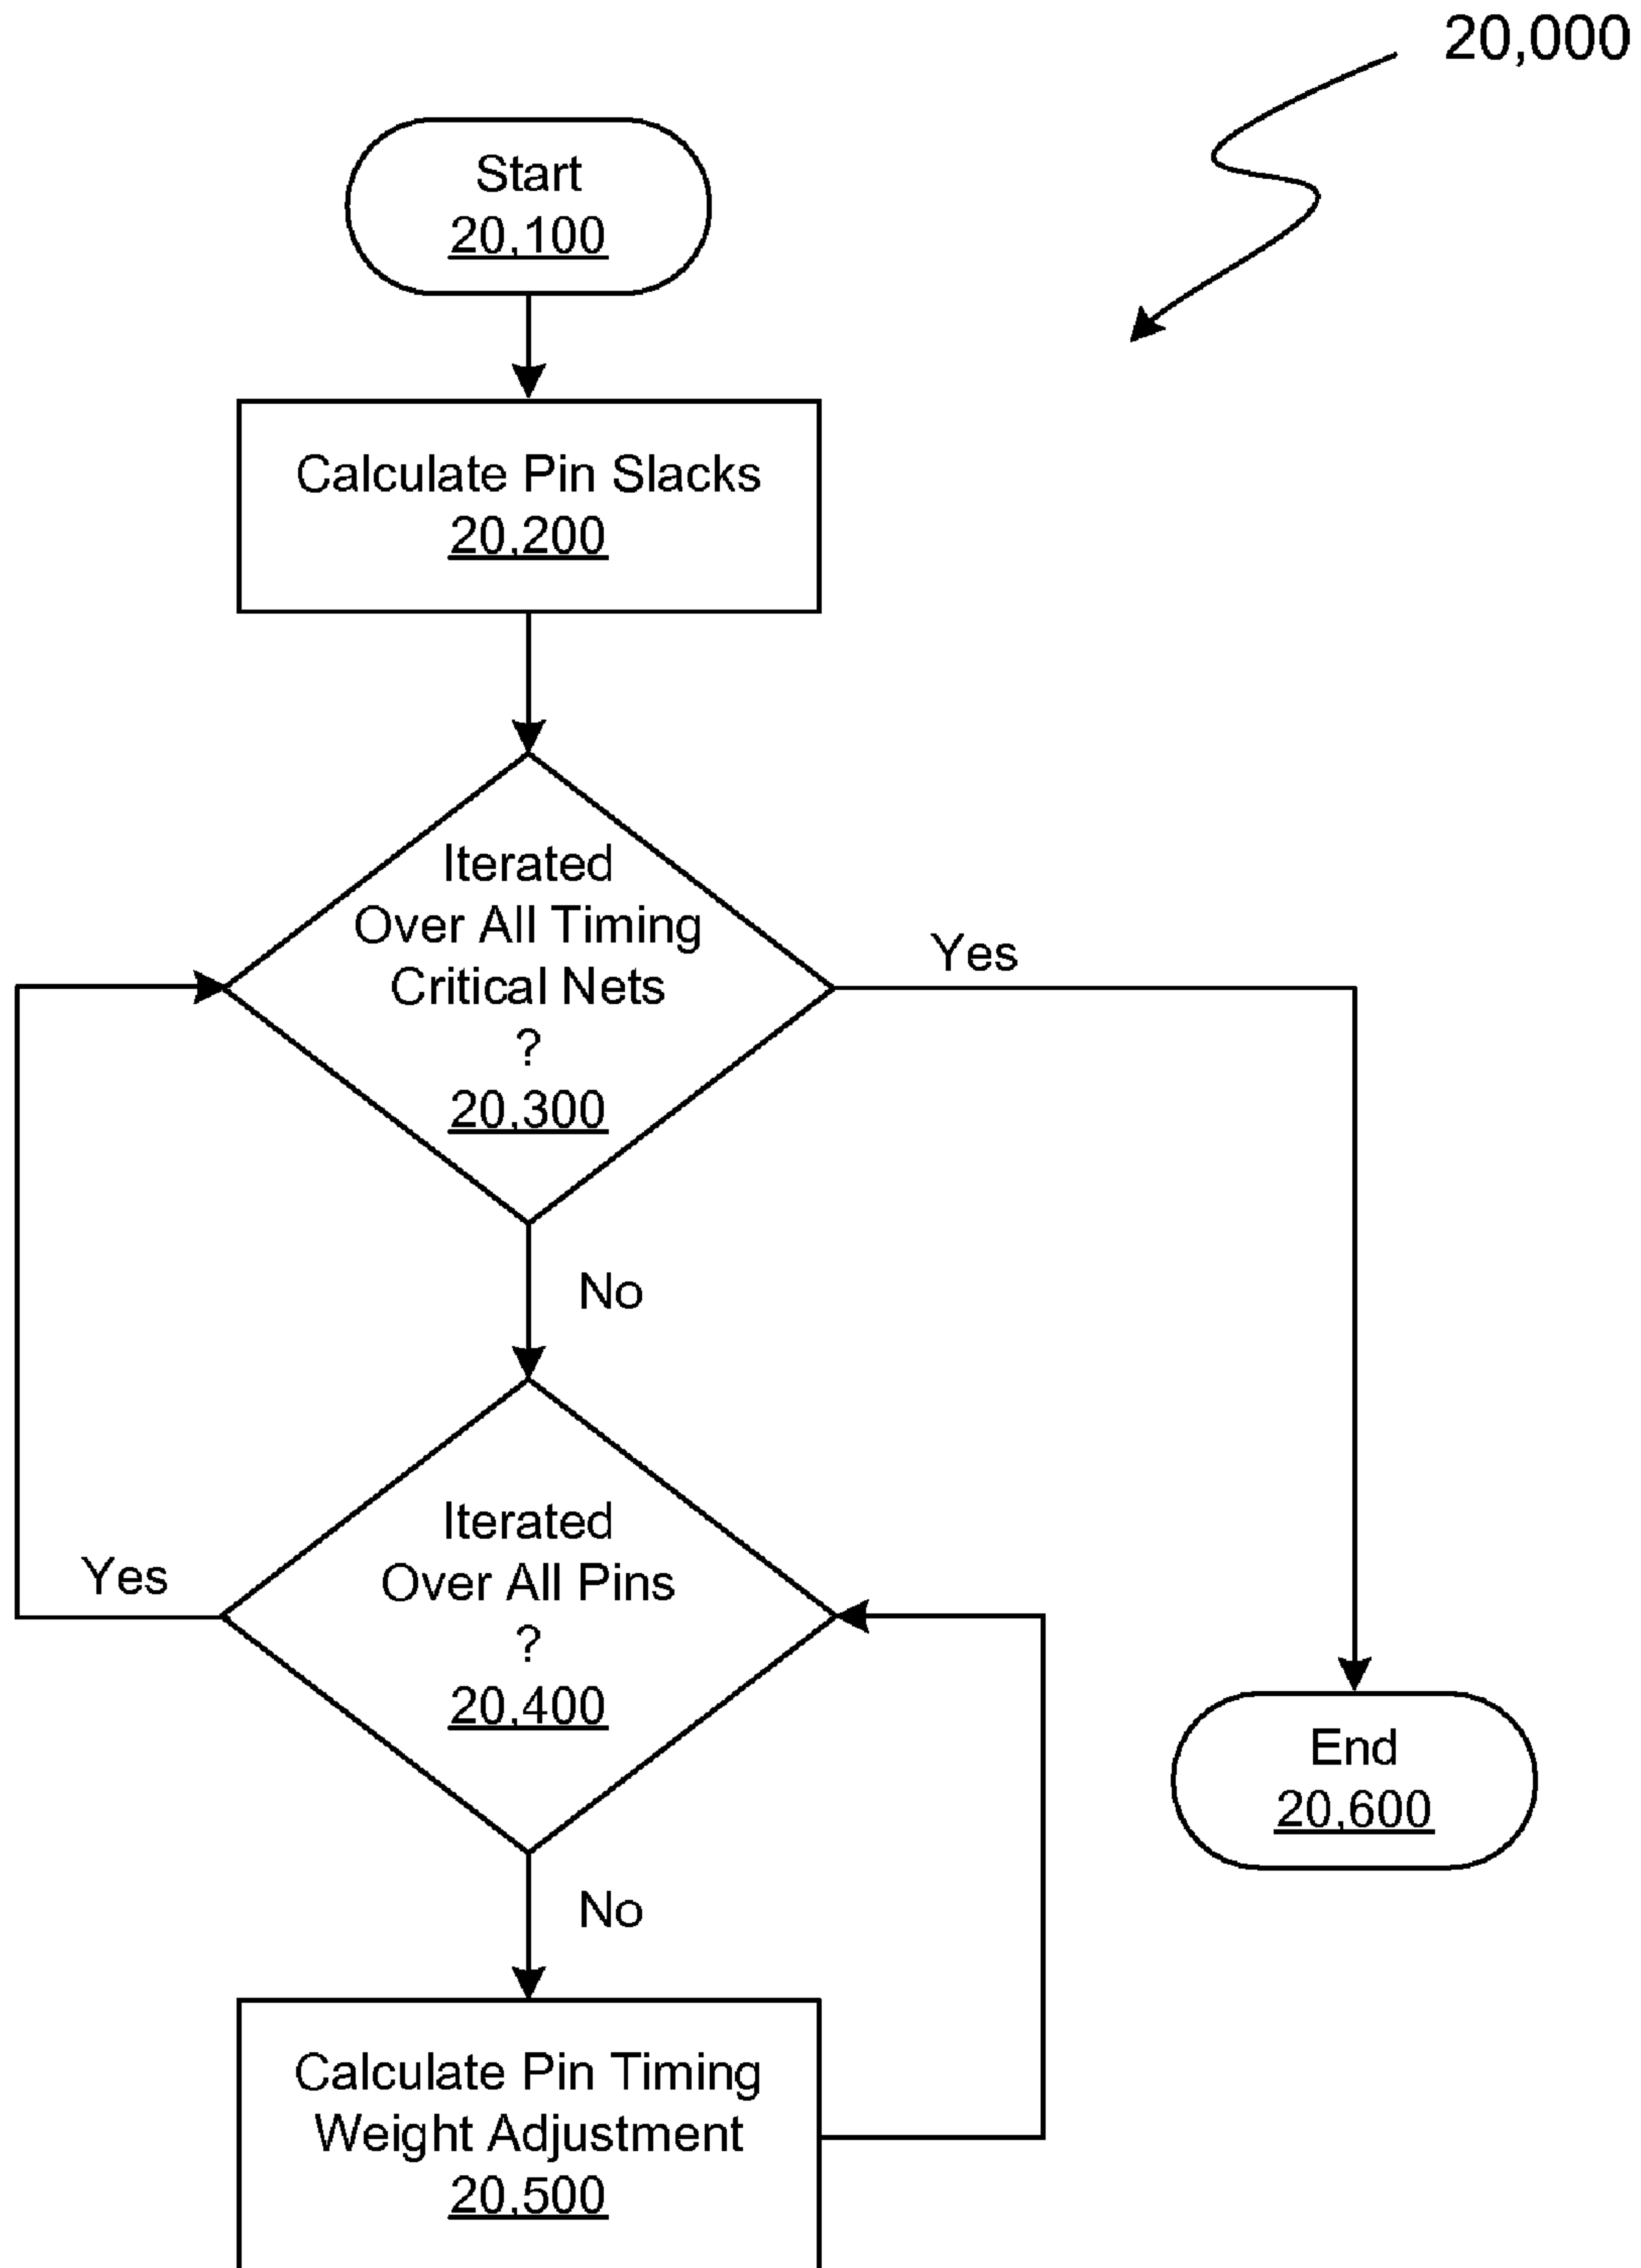 20,000
Start
20,100
Calculate Pin Slacks
20,200
Iterated
Over All Timing
Critical Nets
?
20,300
Yes
No
Iterated
Over All Pins
?
20,400
Yes
No
End
20,600
Calculate Pin Timing
Weight Adjustment
20,500